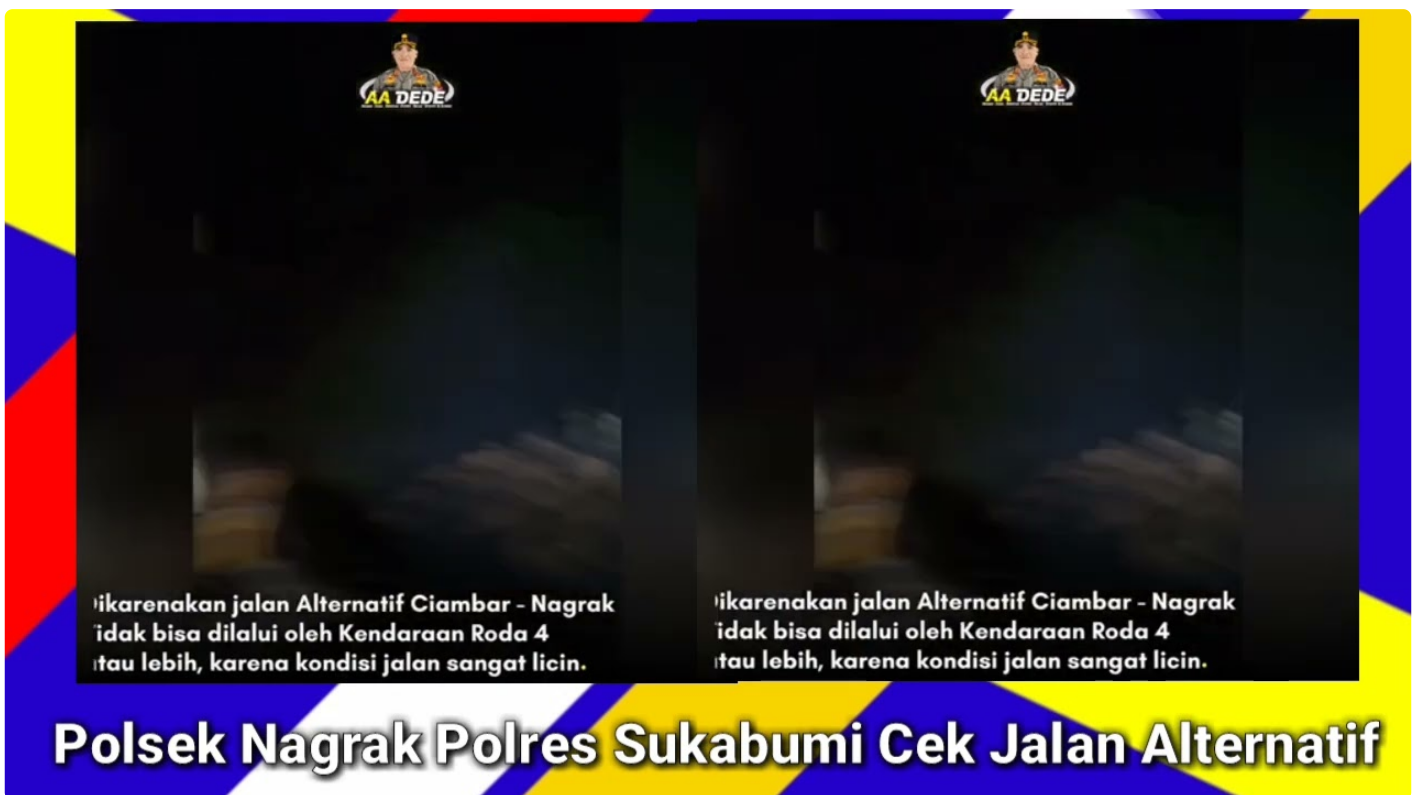 AA DEDE
AA DEDE
ikarenakan jalan Alternatif Ciambar - Nagrak
idak bisa dilalui oleh Kendaraan Roda 4
tau lebih, karena kondisi jalan sangat licin.
ikarenakan jalan Alternatif Ciambar - Nagrak
idak bisa dilalui oleh Kendaraan Roda 4
tau lebih, karena kondisi jalan sangat licin.
Polsek Nagrak Polres Sukabumi Cek Jalan Alternatif